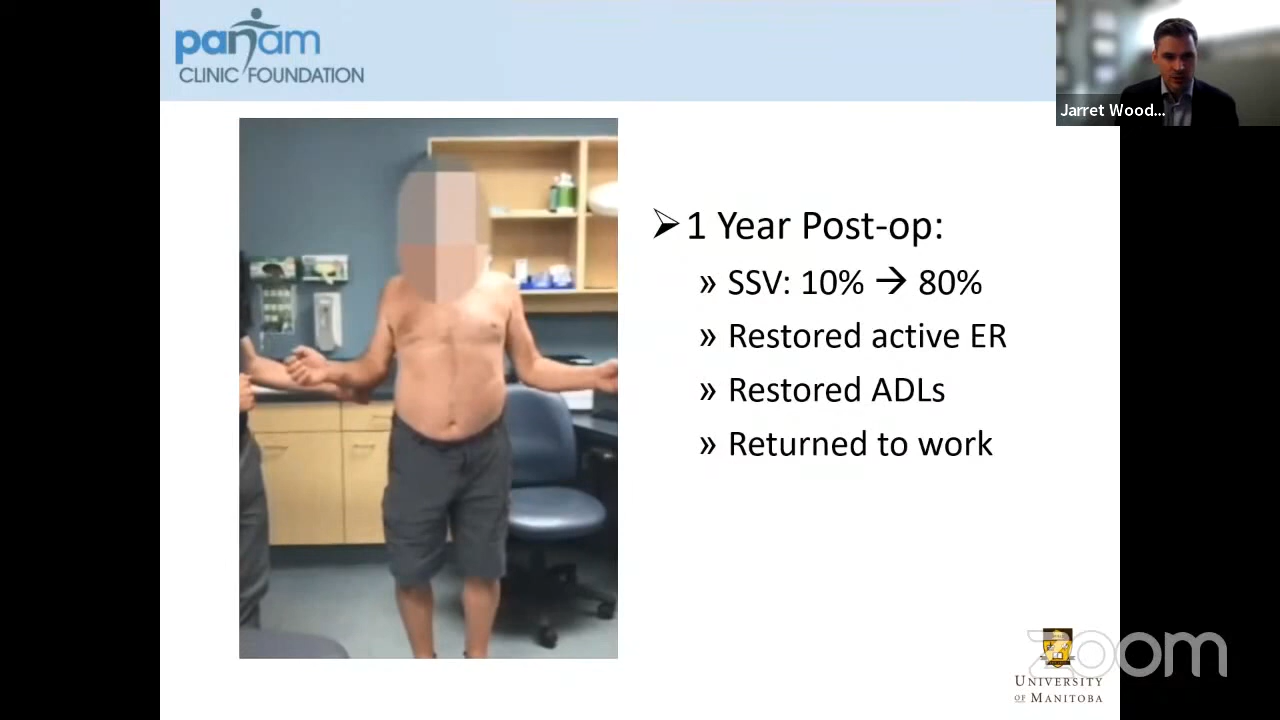 panam
CLINIC FOUNDATION
Jarret Wood...
1 Year Post-op:
» SSV: 10% → 80%
» Restored active ER
» Restored ADLs
» Returned to work
zoom
UNIVERSITY
OF MANITOBA